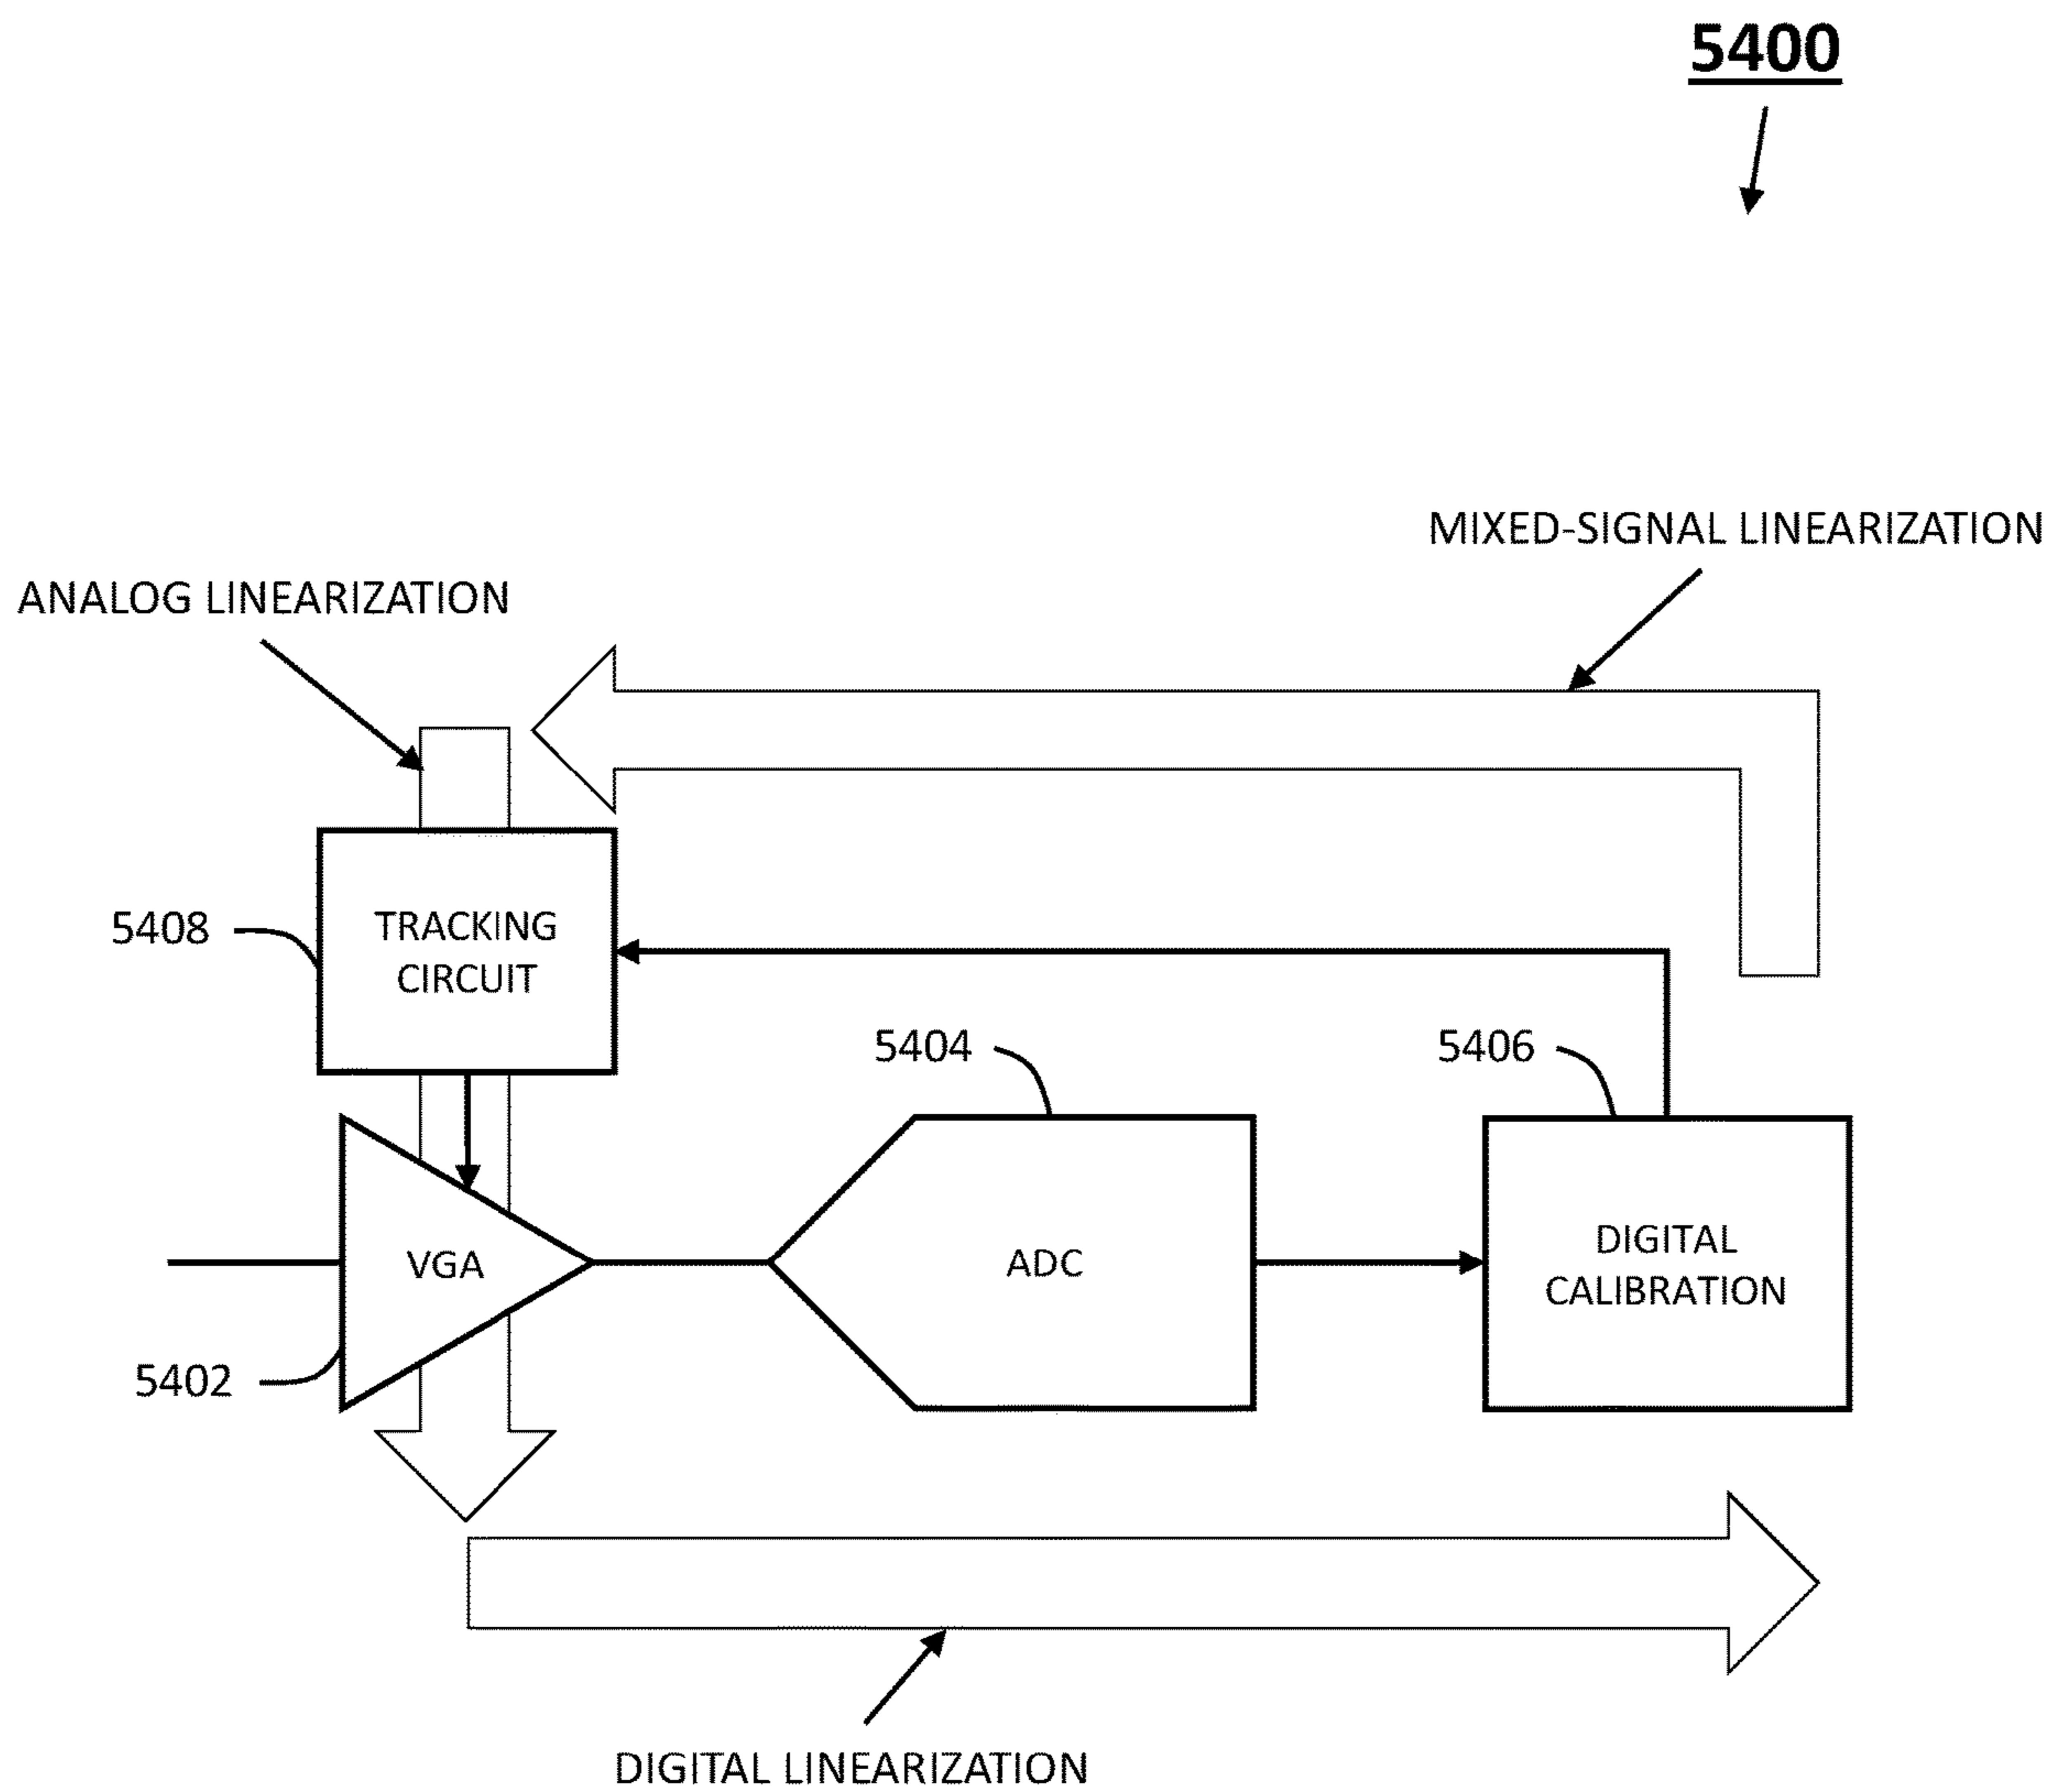 5400
MIXED-SIGNAL LINEARIZATION
ANALOG LINEARIZATION
5408
TRACKING
CIRCUIT
5404
5406
VGA
ADC
DIGITAL
CALIBRATION
5402
DIGITAL LINEARIZATION